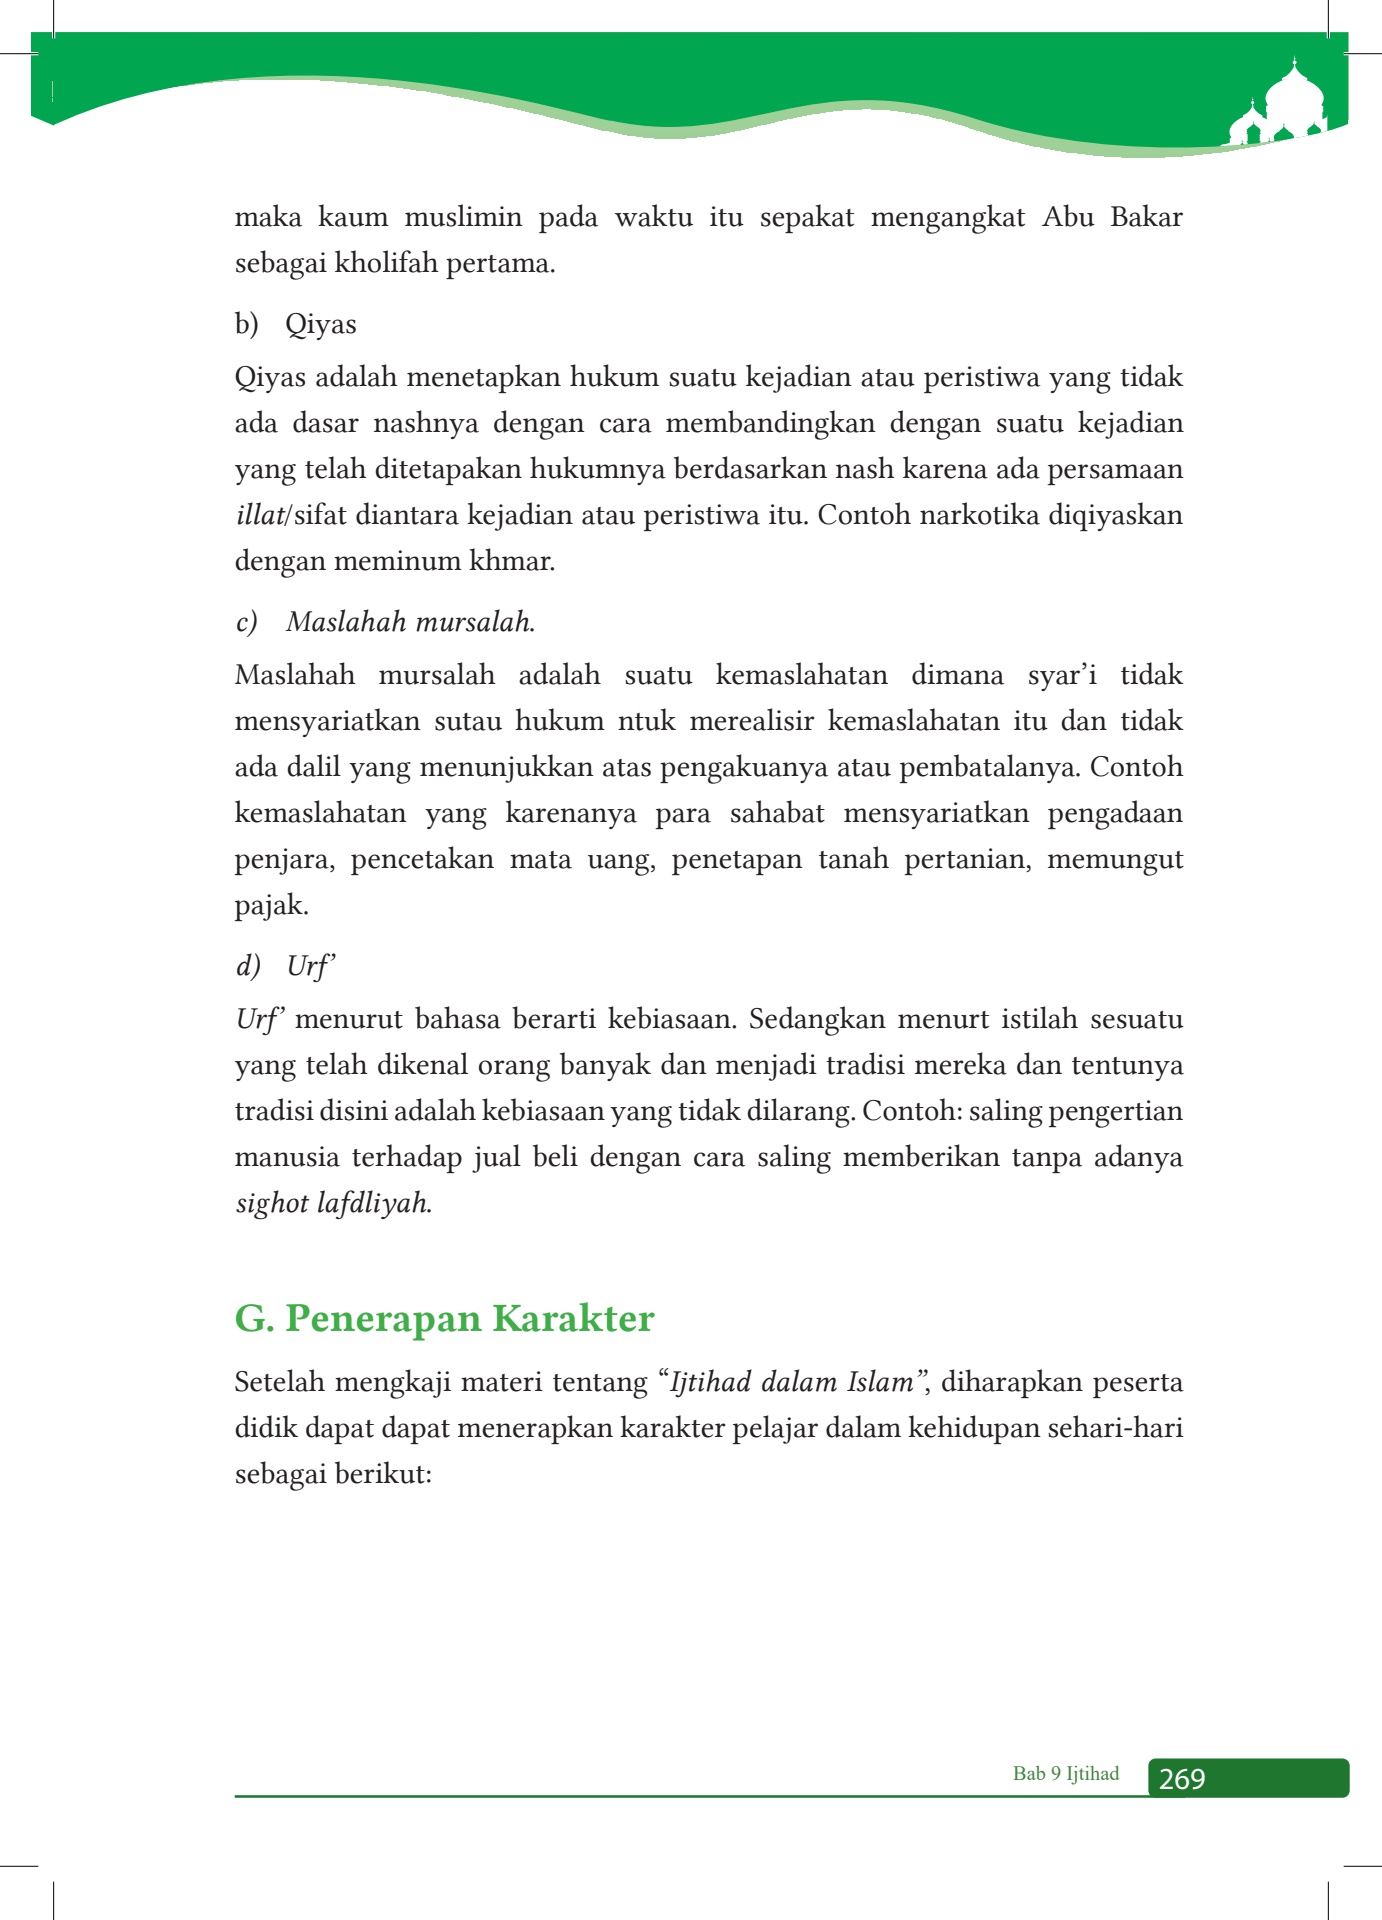 maka kaum muslimin pada waktu itu sepakat mengangkat Abu Bakar
sebagai kholifah pertama.
b) Qiyas
Qiyas adalah menetapkan hukum suatu kejadian atau peristiwa yang tidak
ada dasar nashnya dengan cara membandingkan dengan suatu kejadian
yang telah ditetapakan hukumnya berdasarkan nash karena ada persamaan
illat/sifat diantara kejadian atau peristiwa itu. Contoh narkotika diqiyaskan
dengan meminum khmar.
c) Maslahah mursalah.
Maslahah mursalah adalah suatu kemaslahatan dimana syar’i tidak
mensyariatkan sutau hukum ntuk merealisir kemaslahatan itu dan tidak
ada dalil yang menunjukkan atas pengakuanya atau pembatalanya. Contoh
kemaslahatan yang karenanya para sahabat mensyariatkan pengadaan
penjara, pencetakan mata uang, penetapan tanah pertanian, memungut
pajak.
d) Urf’
Urf’ menurut bahasa berarti kebiasaan. Sedangkan menurt istilah sesuatu
yang telah dikenal orang banyak dan menjadi tradisi mereka dan tentunya
tradisi disini adalah kebiasaan yang tidak dilarang. Contoh: saling pengertian
manusia terhadap jual beli dengan cara saling memberikan tanpa adanya
sighot lafdliyah.
G. Penerapan Karakter
Setelah mengkaji materi tentang “Ijtihad dalam Islam”, diharapkan peserta
didik dapat dapat menerapkan karakter pelajar dalam kehidupan sehari-hari
sebagai berikut:
Bab 9 Ijtihad 269